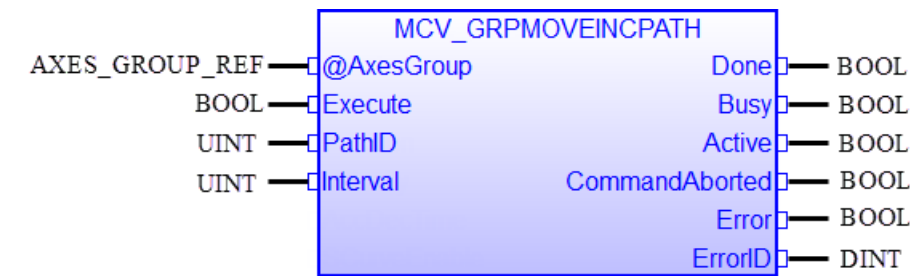 MCV_GRPMOVEINCPATH
AXES_GROUP_REF @AxesGroup Done BOOL
BOOL Execute Busy BOOL
UINT PathID Active BOOL
UINT Interval CommandAborted BOOL
Error BOOL
ErrorID DINT